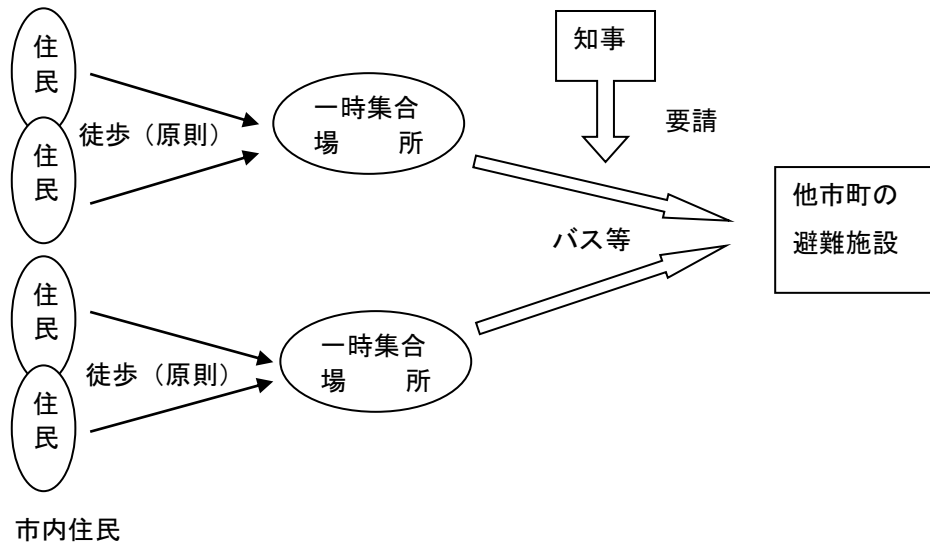 住
民
住
民
徒歩（原則）
一時集合
場　　所
知事
要請
バス等
他市町の
避難施設
住
民
住
民
徒歩（原則）
一時集合
場　　所
市内住民